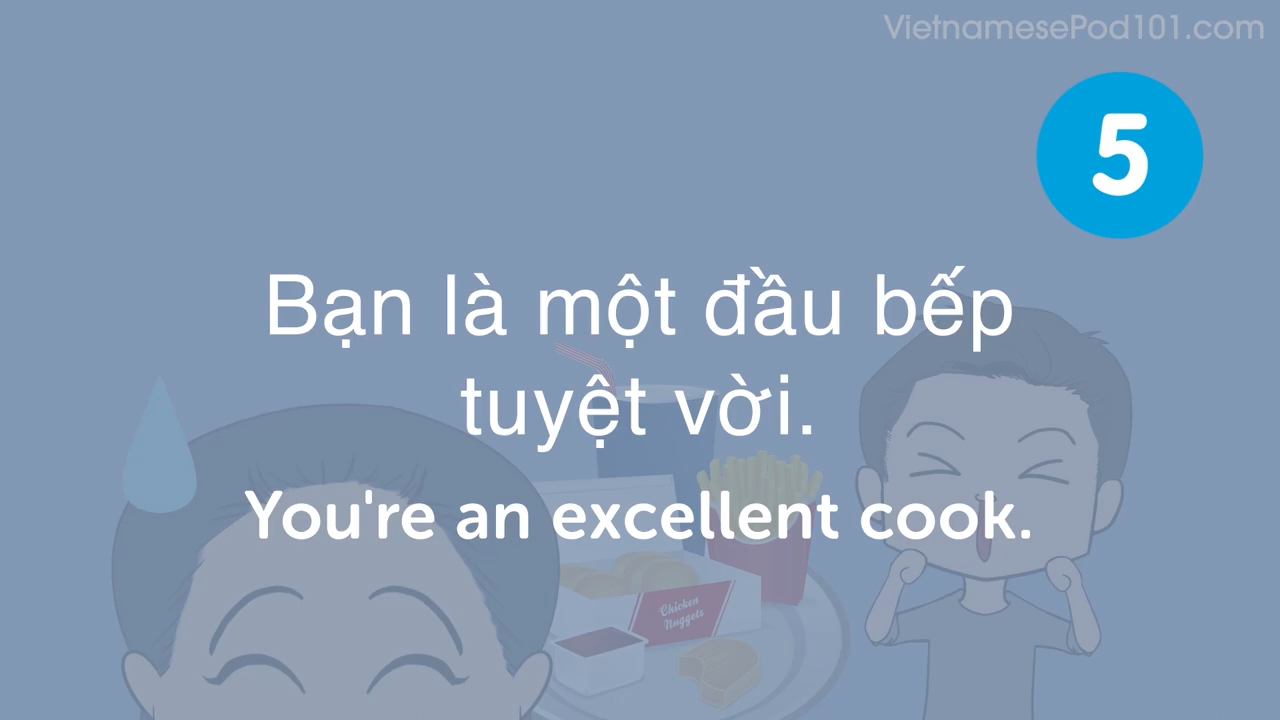 VietnamesePod101.com
5
Bạn là một đầu bếp
tuyệt vời.
You're an excellent cook.
Chicken
Nuggets